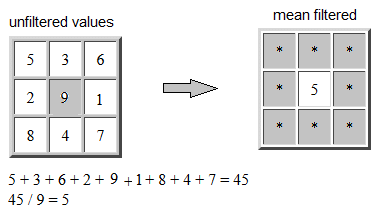 unfiltered values
mean filtered
5 3 6
2 9 1
8 4 7
* * *
* 5 *
* * *
5 + 3 + 6 + 2 + 9 + 1 + 8 + 4 + 7 = 45
45 / 9 = 5